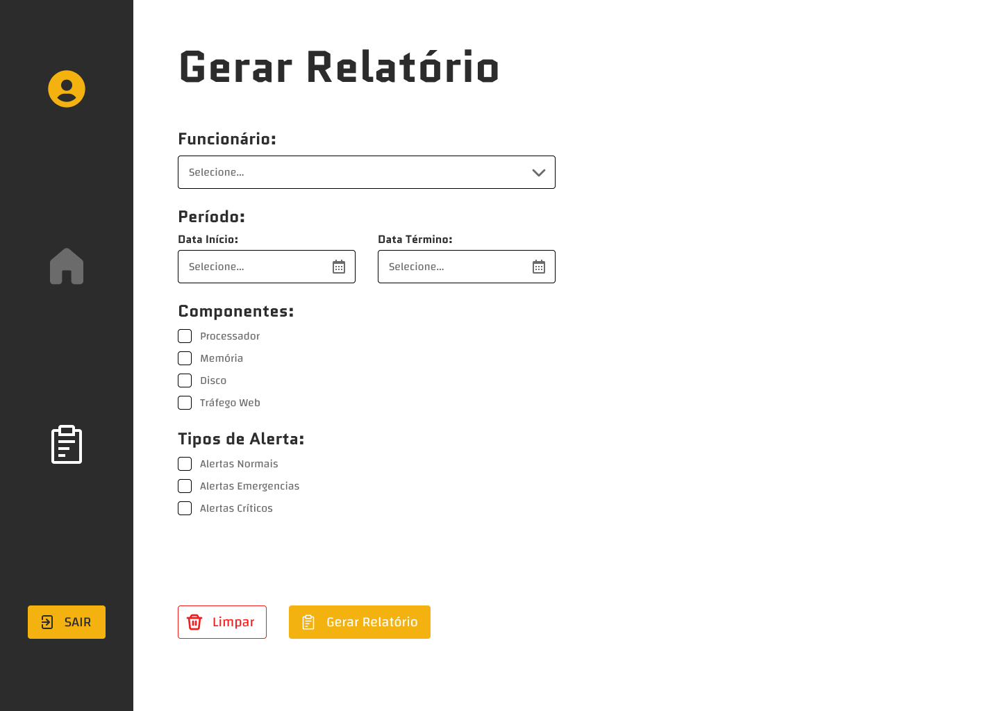 Gerar Relatório
Funcionário:
Selecione...
Período:
Data Início: Data Término:
Selecione... Selecione...
Componentes:
Processador
Memória
Disco
Tráfego Web
Tipos de Alerta:
Alertas Normais
Alertas Emergencias
Alertas Críticos
SAIR Limpar Gerar Relatório